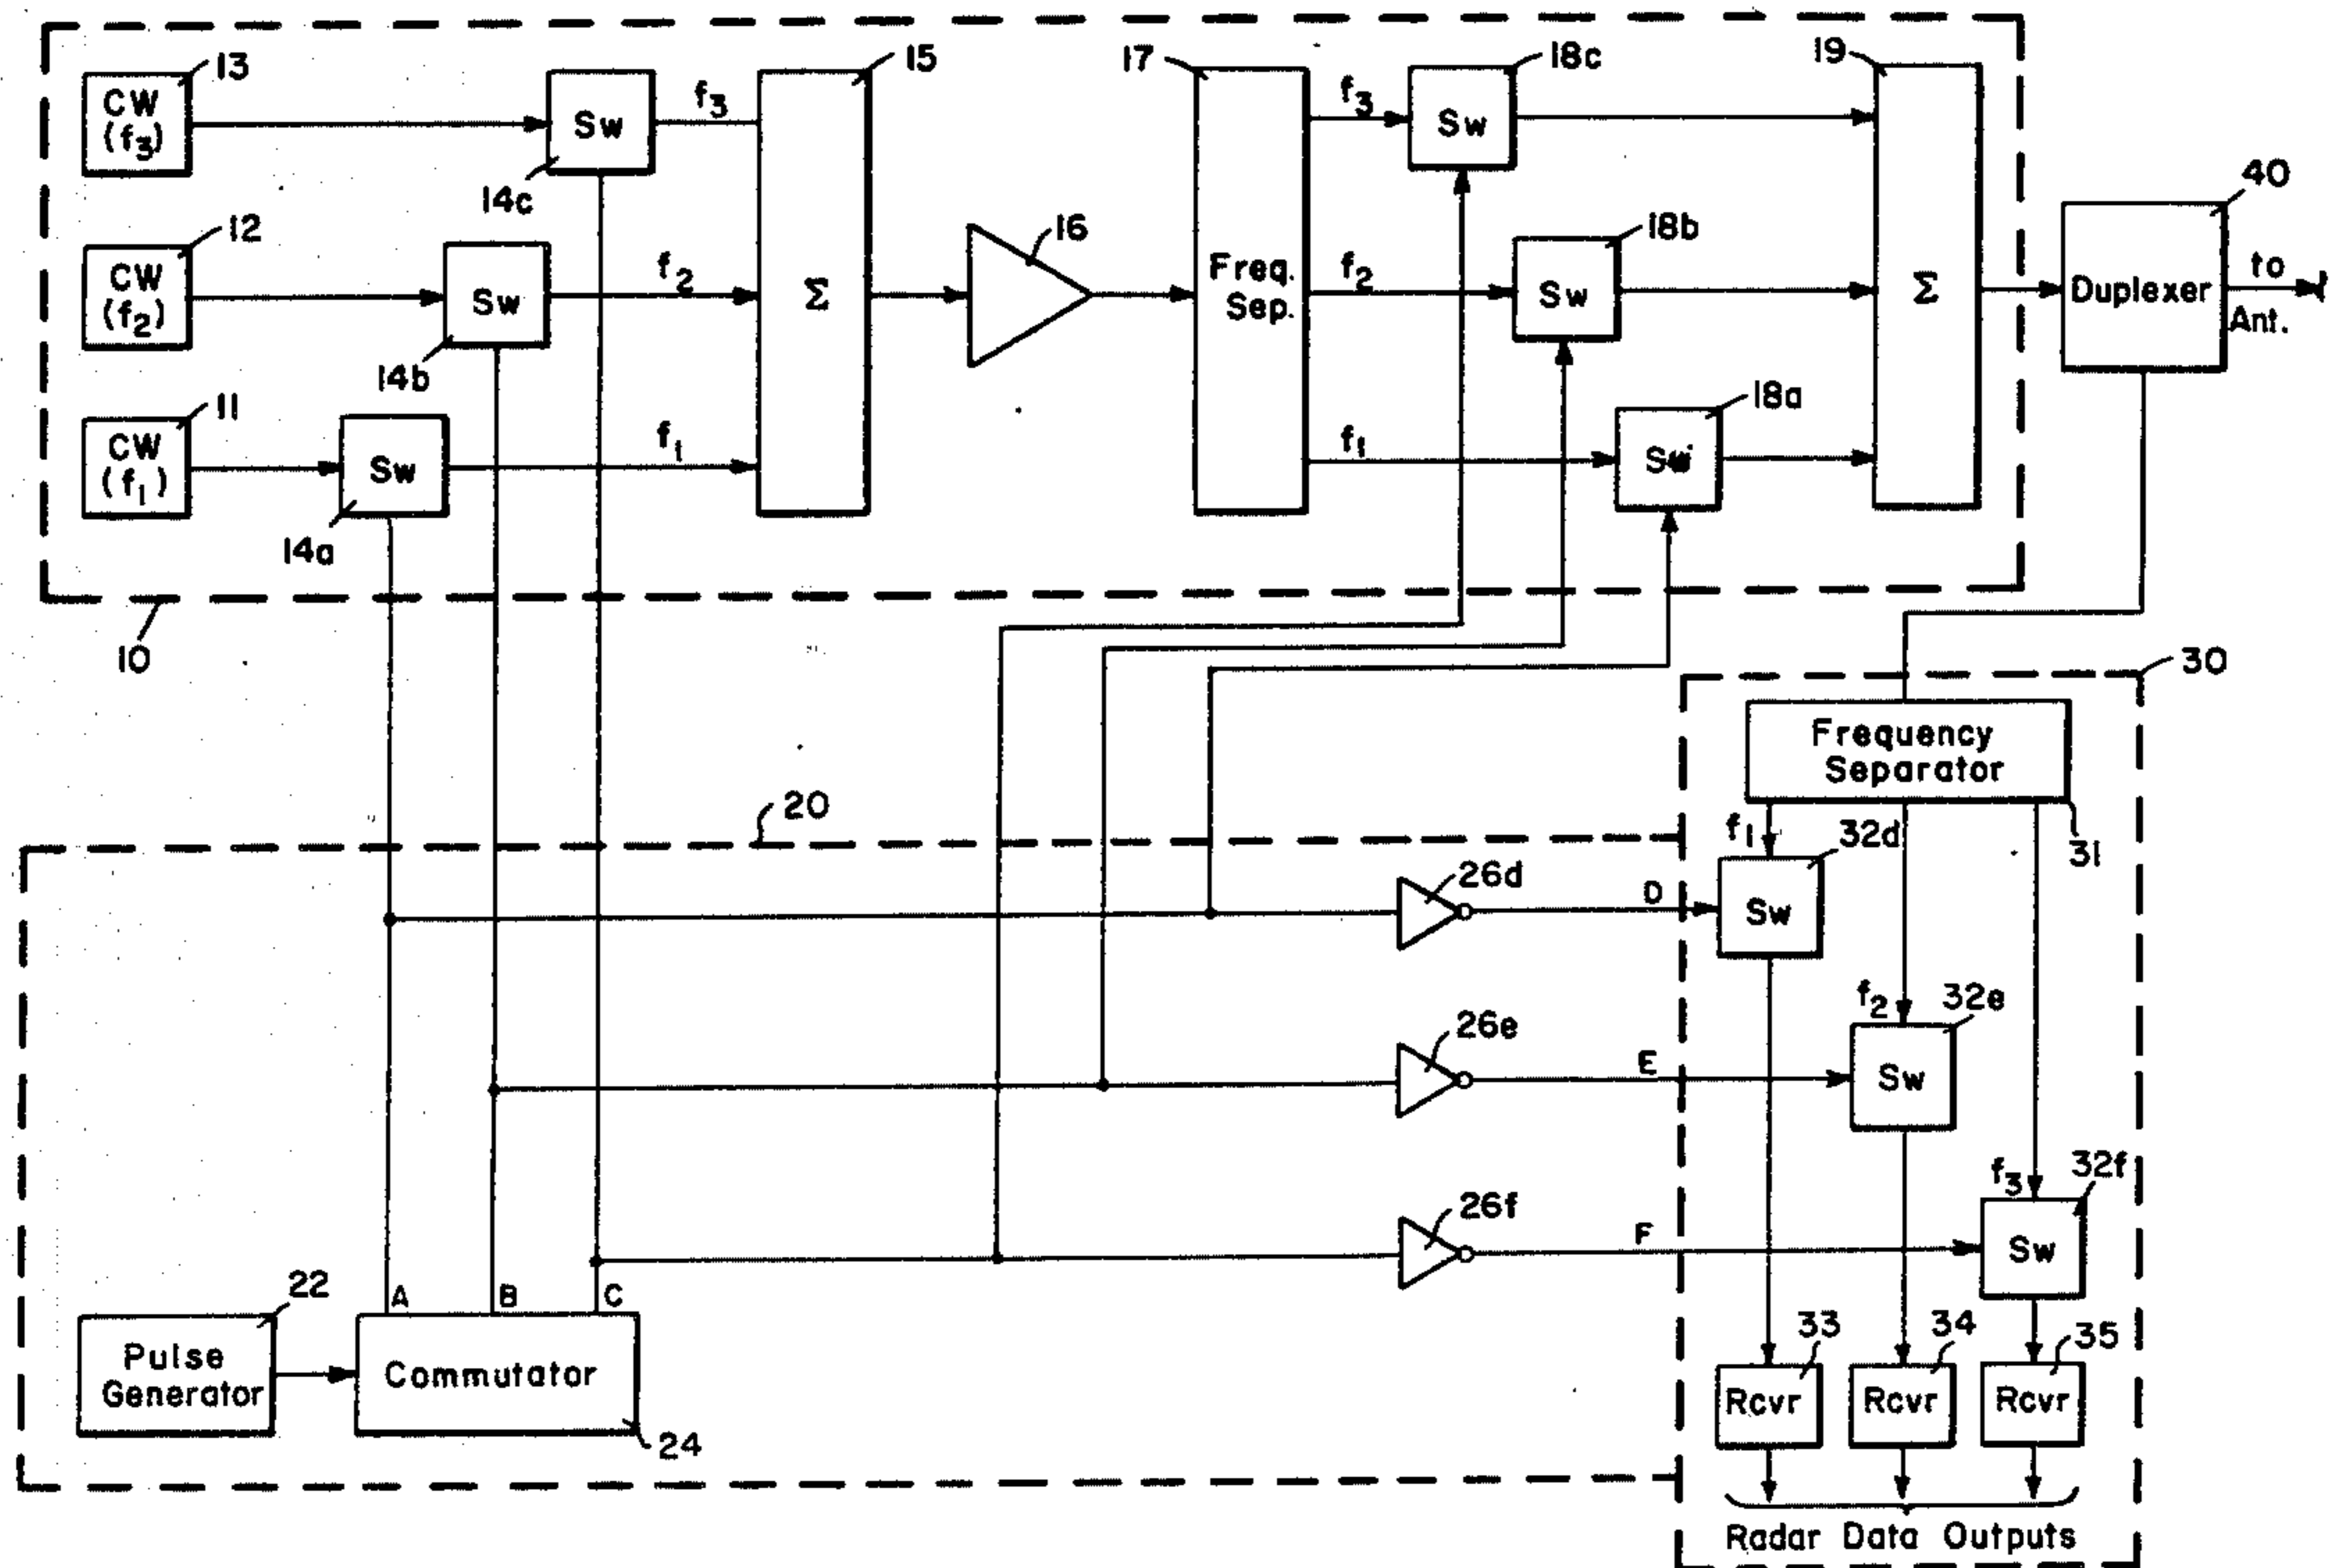 13
CW
(f3)
Sw
f3
15
14c
17
f3
18c
Sw
19
40
12
CW
(f2)
Sw
f2
14b
Σ
16
Freq.
Sep.
f2
18b
Sw
Σ
Duplexer
to
Ant.
11
CW
(f1)
Sw
f1
14a
f1
18a
Sw
10
30
Frequency
Separator
31
20
f1
32d
26d
D
Sw
f2
32e
26e
E
Sw
f3
32f
26f
F
Sw
22
Pulse
Generator
A
B
C
Commutator
24
33
34
35
Rcvr
Rcvr
Rcvr
Radar Data Outputs